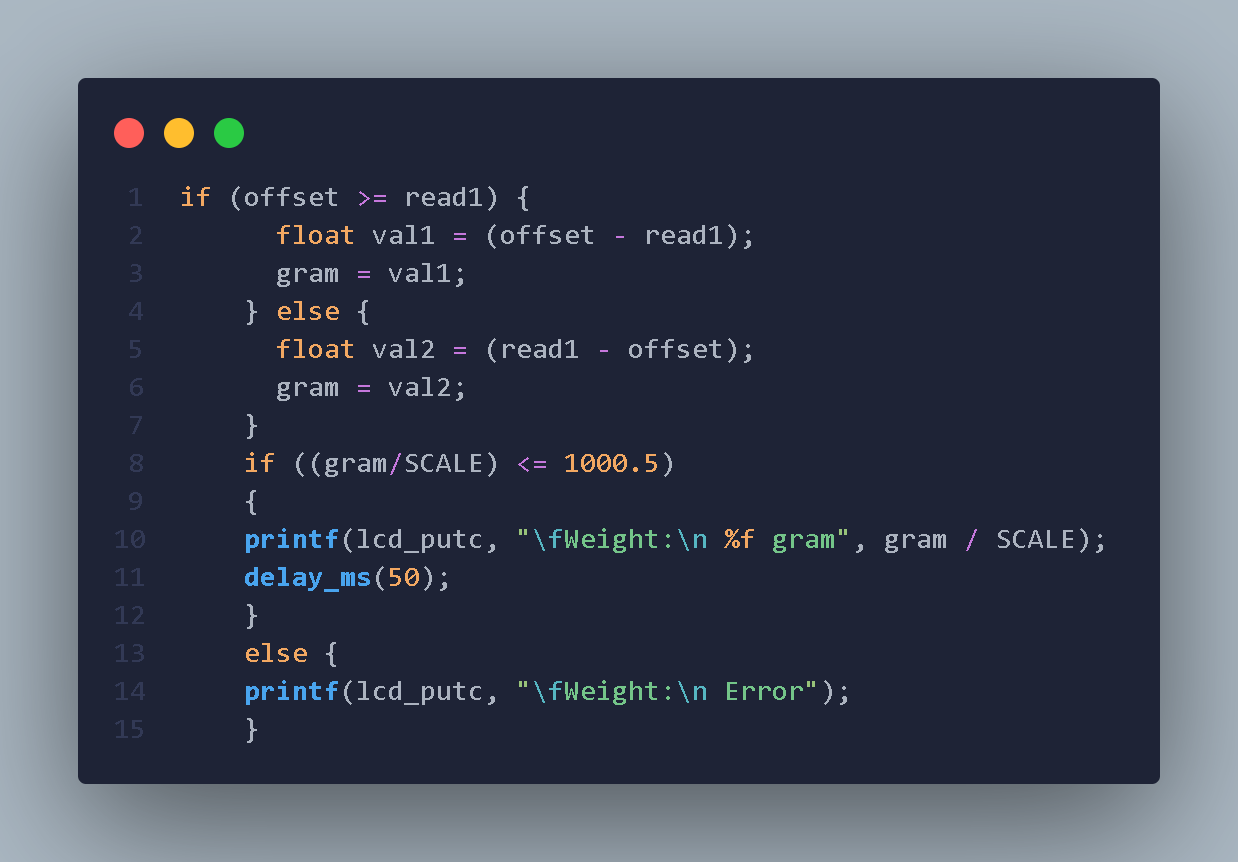 1 if (offset >= read1) {
2 float val1 = (offset - read1);
3 gram = val1;
4 } else {
5 float val2 = (read1 - offset);
6 gram = val2;
7 }
8 if ((gram/SCALE) <= 1000.5)
9 {
10 printf(lcd_putc, "\fWeight:\n %f gram", gram / SCALE);
11 delay_ms(50);
12 }
13 else {
14 printf(lcd_putc, "\fWeight:\n Error");
15 }